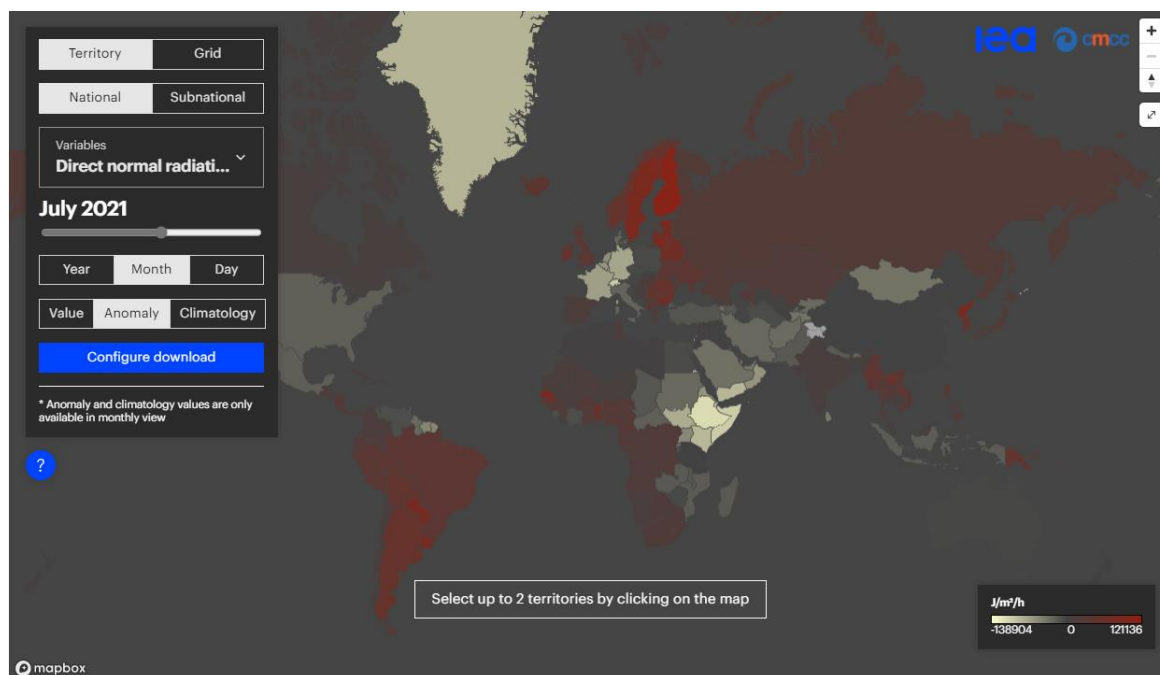 Territory
Grid
National
Subnational
Variables
Direct normal radiati...
July 2021
Year
Month
Day
Value
Anomaly
Climatology
Configure download
* Anomaly and climatology values are only
available in monthly view
?
iea
cmcc
+
−
Select up to 2 territories by clicking on the map
J/m²/h
-138904 0 121136
mapbox